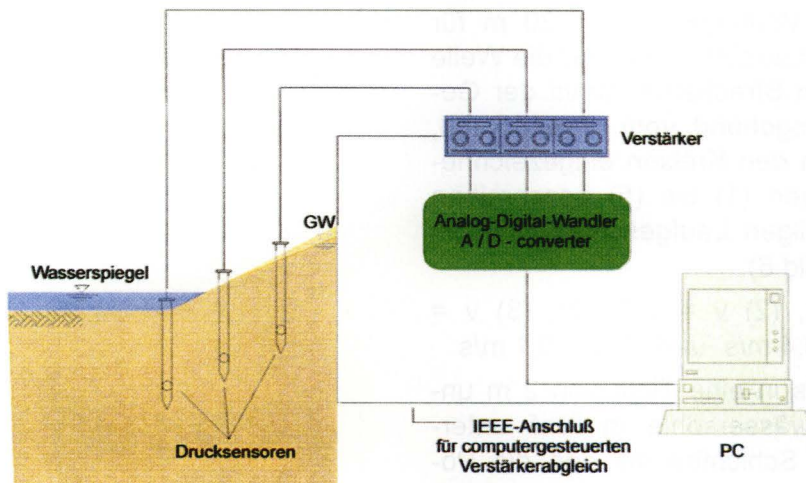 Verstärker
Analog-Digital-Wandler
A / D - converter
GW
Wasserspiegel
Drucksensoren
IEEE-Anschluß
für computergesteuerten
Verstärkerabgleich
PC